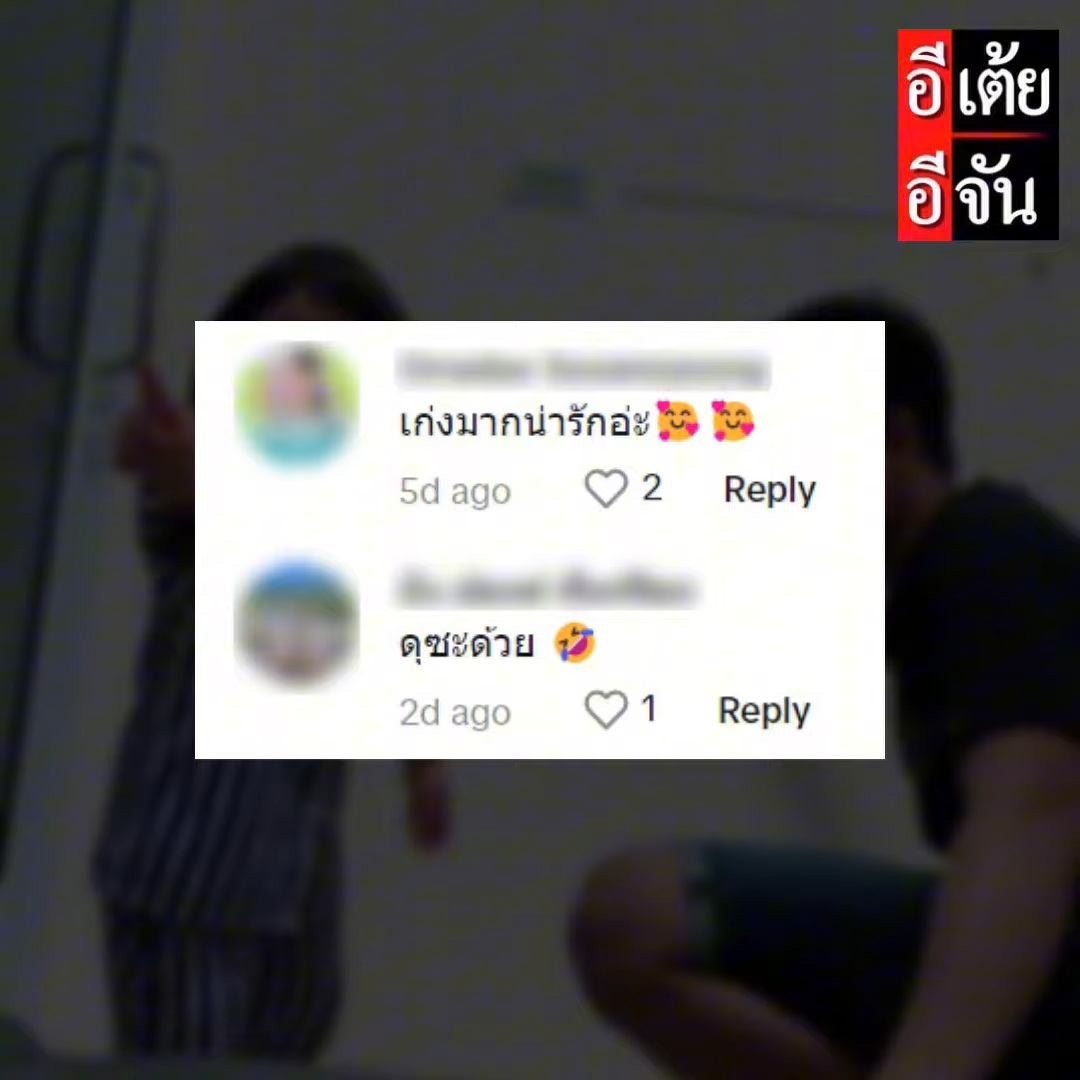 อีเต้ย
อีจัน
เก่งมากน่ารักอ่ะ🥰 🥰
5d ago 2 Reply
ดุซะด้วย 🤣
2d ago 1 Reply